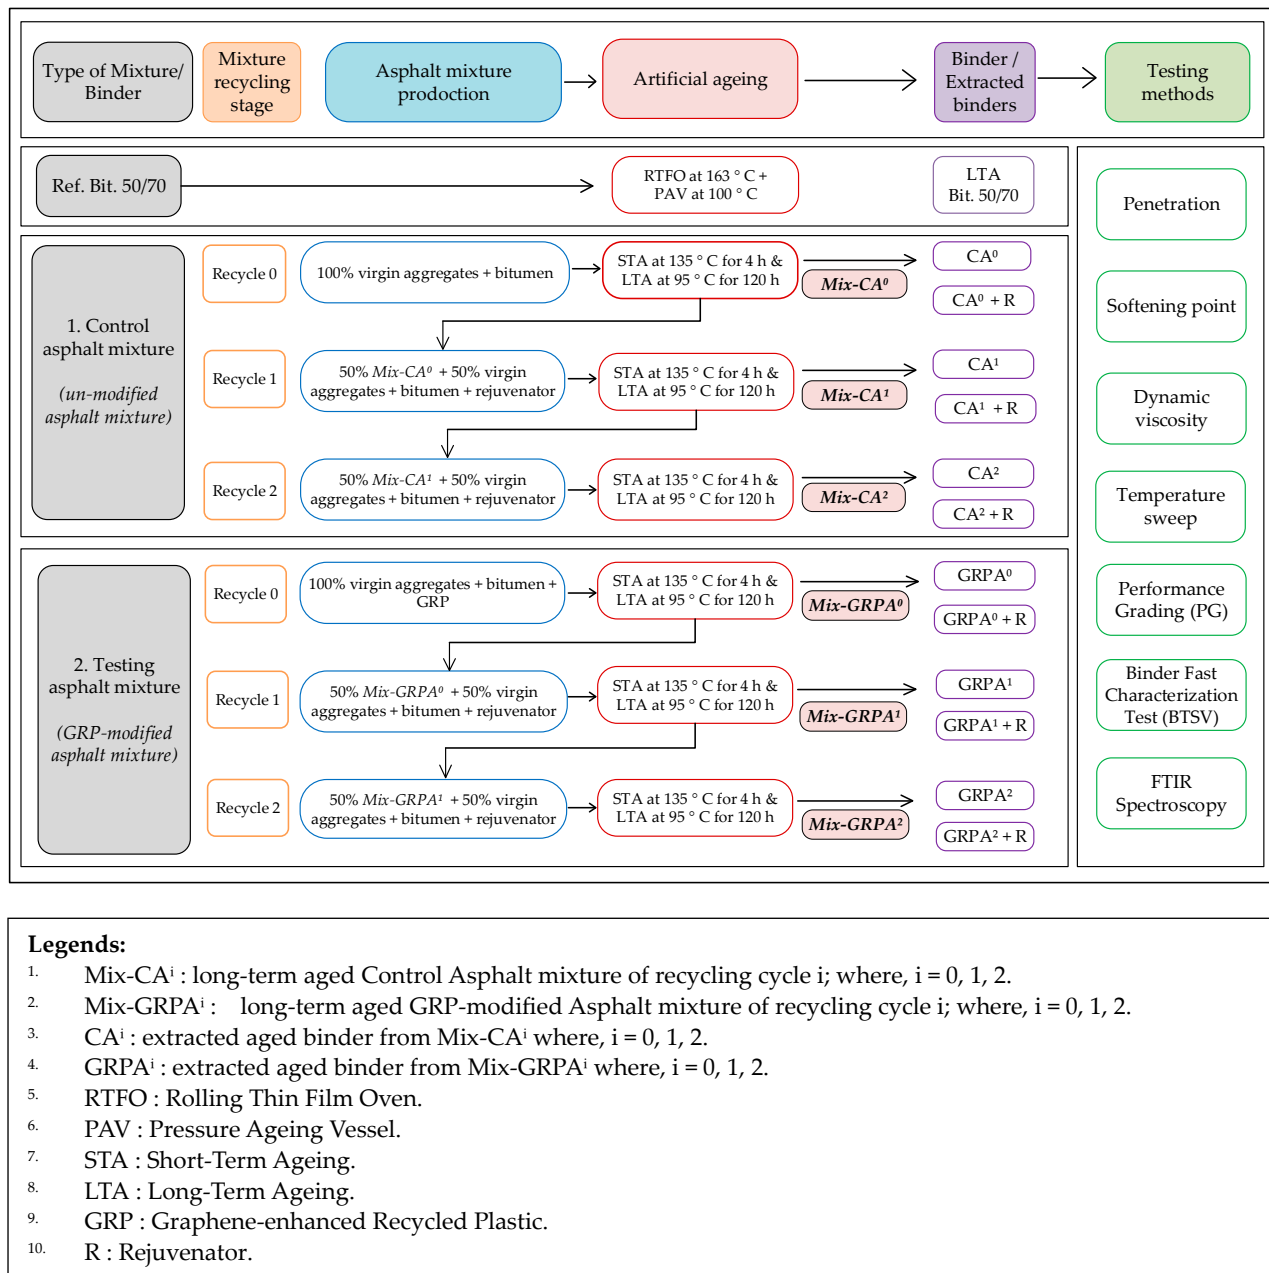 Type of Mixture/
Binder
Mixture
recycling
stage
Asphalt mixture
production
Artificial ageing
Binder /
Extracted
binders
Testing
methods
Ref. Bit. 50/70
RTFO at 163 ° C +
PAV at 100 ° C
LTA
Bit. 50/70
1. Control
asphalt mixture
(un-modified
asphalt mixture)
Recycle 0
100% virgin aggregates + bitumen
STA at 135 ° C for 4 h &
LTA at 95 ° C for 120 h
Mix-CA⁰
CA⁰
CA⁰ + R
Recycle 1
50% Mix-CA⁰ + 50% virgin
aggregates + bitumen + rejuvenator
STA at 135 ° C for 4 h &
LTA at 95 ° C for 120 h
Mix-CA¹
CA¹
CA¹ + R
Recycle 2
50% Mix-CA¹ + 50% virgin
aggregates + bitumen + rejuvenator
STA at 135 ° C for 4 h &
LTA at 95 ° C for 120 h
Mix-CA²
CA²
CA² + R
2. Testing
asphalt mixture
(GRP-modified
asphalt mixture)
Recycle 0
100% virgin aggregates + bitumen +
GRP
STA at 135 ° C for 4 h &
LTA at 95 ° C for 120 h
Mix-GRPA⁰
GRPA⁰
GRPA⁰ + R
Recycle 1
50% Mix-GRPA⁰ + 50% virgin
aggregates + bitumen + rejuvenator
STA at 135 ° C for 4 h &
LTA at 95 ° C for 120 h
Mix-GRPA¹
GRPA¹
GRPA¹ + R
Recycle 2
50% Mix-GRPA¹ + 50% virgin
aggregates + bitumen + rejuvenator
STA at 135 ° C for 4 h &
LTA at 95 ° C for 120 h
Mix-GRPA²
GRPA²
GRPA² + R
Penetration
Softening point
Dynamic
viscosity
Temperature
sweep
Performance
Grading (PG)
Binder Fast
Characterization
Test (BTSV)
FTIR
Spectroscopy
Legends:
1. Mix-CAⁱ : long-term aged Control Asphalt mixture of recycling cycle i; where, i = 0, 1, 2.
2. Mix-GRPAⁱ : long-term aged GRP-modified Asphalt mixture of recycling cycle i; where, i = 0, 1, 2.
3. CAⁱ : extracted aged binder from Mix-CAⁱ where, i = 0, 1, 2.
4. GRPAⁱ : extracted aged binder from Mix-GRPAⁱ where, i = 0, 1, 2.
5. RTFO : Rolling Thin Film Oven.
6. PAV : Pressure Ageing Vessel.
7. STA : Short-Term Ageing.
8. LTA : Long-Term Ageing.
9. GRP : Graphene-enhanced Recycled Plastic.
10. R : Rejuvenator.